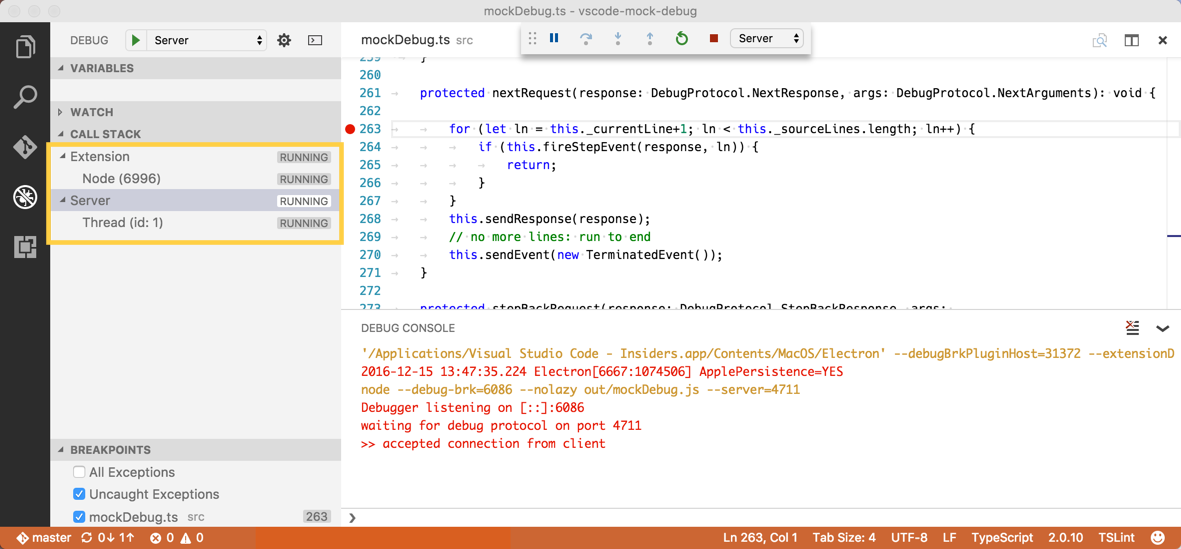 mockDebug.ts - vscode-mock-debug
DEBUG Server
mockDebug.ts src
Server
VARIABLES
WATCH
CALL STACK
Extension RUNNING
Node (6996) RUNNING
Server RUNNING
Thread (id: 1) RUNNING
BREAKPOINTS
All Exceptions
Uncaught Exceptions
mockDebug.ts src 263
259 }
260
261 protected nextRequest(response: DebugProtocol.NextResponse, args: DebugProtocol.NextArguments): void {
262
263 for (let ln = this._currentLine+1; ln < this._sourceLines.length; ln++) {
264 if (this.fireStepEvent(response, ln)) {
265 return;
266 }
267 }
268 this.sendResponse(response);
269 // no more lines: run to end
270 this.sendEvent(new TerminatedEvent());
271 }
272
273 protected stepBackRequest(response: DebugProtocol.StepBackResponse, args:
DEBUG CONSOLE
'/Applications/Visual Studio Code - Insiders.app/Contents/MacOS/Electron' --debugBrkPluginHost=31372 --extensionD
2016-12-15 13:47:35.224 Electron[6667:1074506] ApplePersistence=YES
node --debug-brk=6086 --nolazy out/mockDebug.js --server=4711
Debugger listening on [::]:6086
waiting for debug protocol on port 4711
>> accepted connection from client
master 0↓ 1↑ 0 0 Ln 263, Col 1 Tab Size: 4 UTF-8 LF TypeScript 2.0.10 TSLint